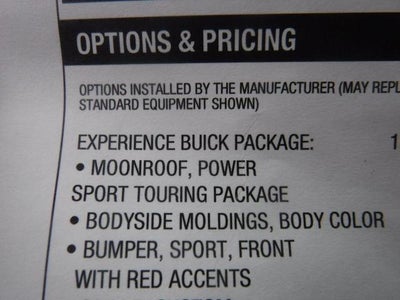 OPTIONS & PRICING
OPTIONS INSTALLED BY THE MANUFACTURER (MAY REPL
STANDARD EQUIPMENT SHOWN)
EXPERIENCE BUICK PACKAGE: 1
• MOONROOF, POWER
SPORT TOURING PACKAGE
• BODYSIDE MOLDINGS, BODY COLOR
• BUMPER, SPORT, FRONT
WITH RED ACCENTS